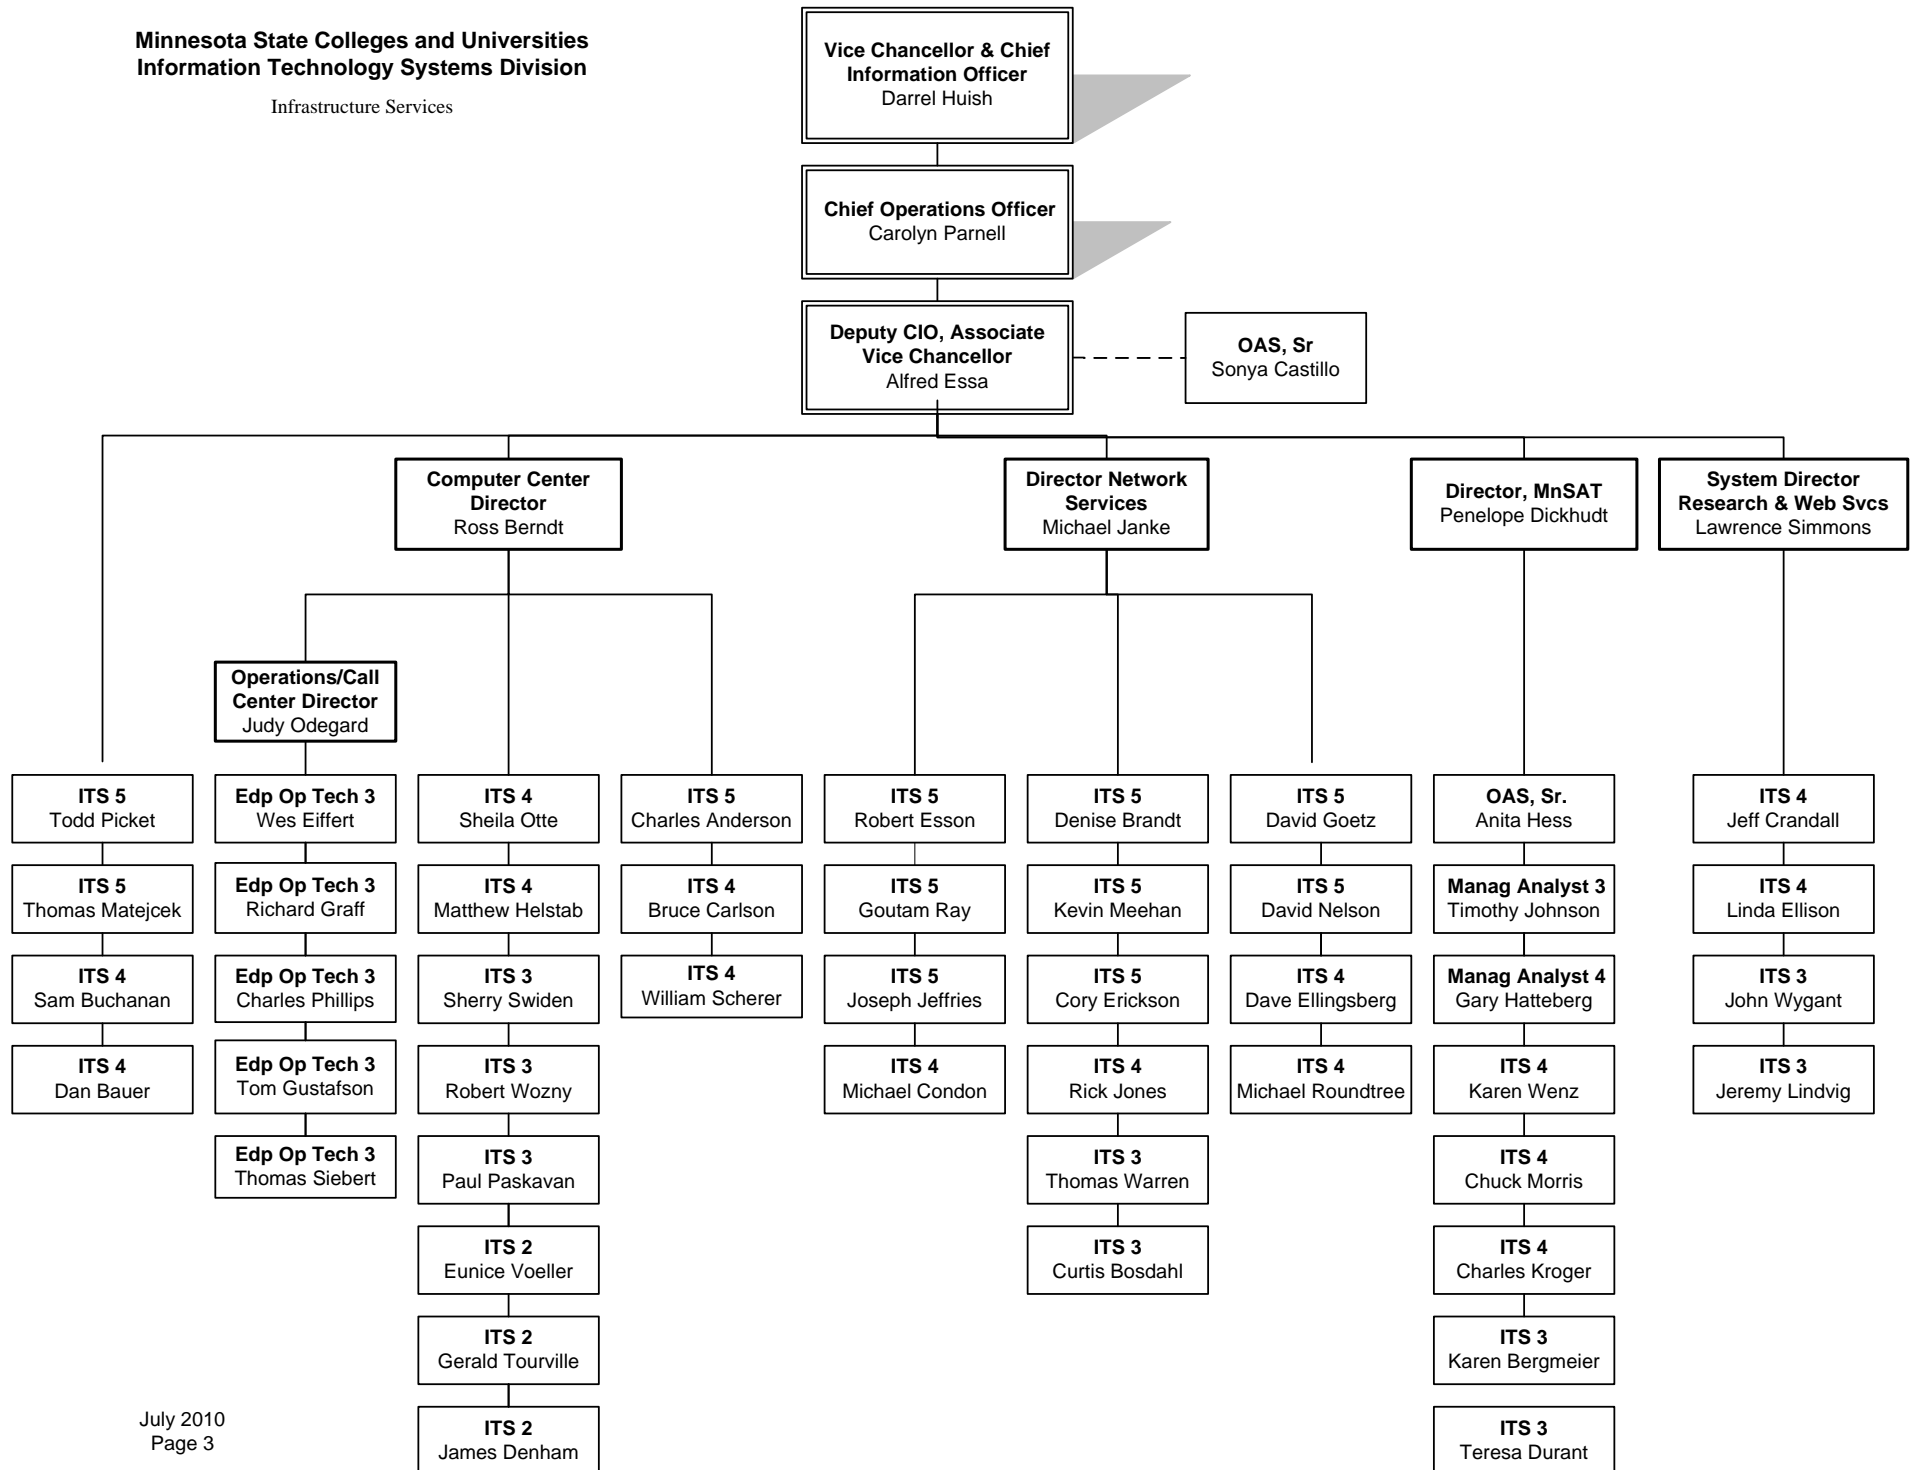 Minnesota State Colleges and Universities
Information Technology Systems Division
Infrastructure Services
Vice Chancellor & Chief
Information Officer
Darrel Huish
Chief Operations Officer
Carolyn Parnell
Deputy CIO, Associate
Vice Chancellor
Alfred Essa
OAS, Sr
Sonya Castillo
Computer Center
Director
Ross Berndt
Director Network
Services
Michael Janke
Director, MnSAT
Penelope Dickhudt
System Director
Research & Web Svcs
Lawrence Simmons
Operations/Call
Center Director
Judy Odegard
ITS 5
Todd Picket
ITS 5
Thomas Matejcek
ITS 4
Sam Buchanan
ITS 4
Dan Bauer
Edp Op Tech 3
Wes Eiffert
Edp Op Tech 3
Richard Graff
Edp Op Tech 3
Charles Phillips
Edp Op Tech 3
Tom Gustafson
Edp Op Tech 3
Thomas Siebert
ITS 4
Sheila Otte
ITS 4
Matthew Helstab
ITS 3
Sherry Swiden
ITS 3
Robert Wozny
ITS 3
Paul Paskavan
ITS 2
Eunice Voeller
ITS 2
Gerald Tourville
ITS 2
James Denham
ITS 5
Charles Anderson
ITS 4
Bruce Carlson
ITS 4
William Scherer
ITS 5
Robert Esson
ITS 5
Goutam Ray
ITS 5
Joseph Jeffries
ITS 4
Michael Condon
ITS 5
Denise Brandt
ITS 5
Kevin Meehan
ITS 5
Cory Erickson
ITS 4
Rick Jones
ITS 3
Thomas Warren
ITS 3
Curtis Bosdahl
ITS 5
David Goetz
ITS 5
David Nelson
ITS 4
Dave Ellingsberg
ITS 4
Michael Roundtree
OAS, Sr.
Anita Hess
Manag Analyst 3
Timothy Johnson
Manag Analyst 4
Gary Hatteberg
ITS 4
Karen Wenz
ITS 4
Chuck Morris
ITS 4
Charles Kroger
ITS 3
Karen Bergmeier
ITS 3
Teresa Durant
ITS 4
Jeff Crandall
ITS 4
Linda Ellison
ITS 3
John Wygant
ITS 3
Jeremy Lindvig
July 2010
Page 3